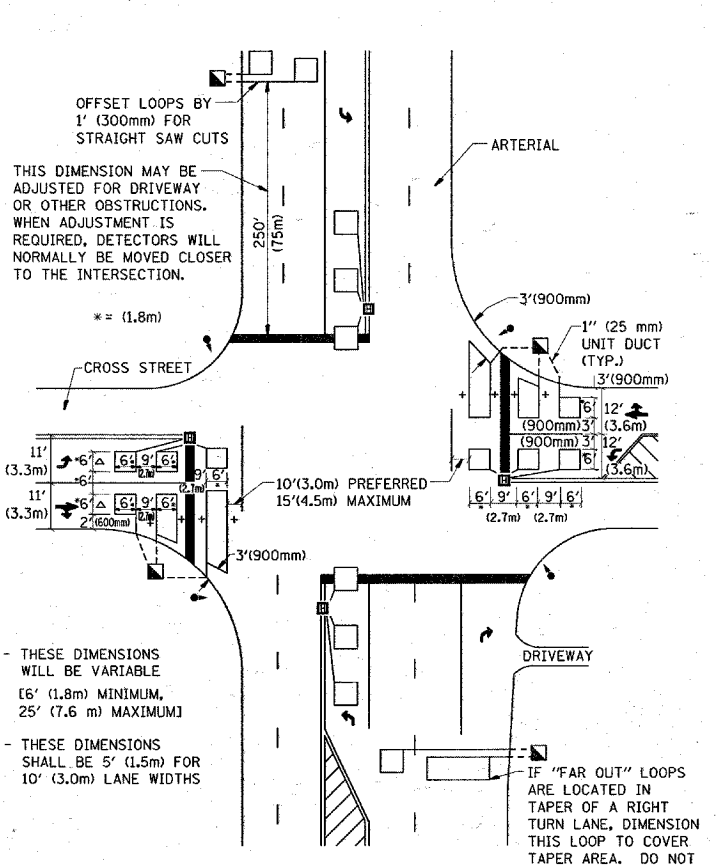 OFFSET LOOPS BY
1' (300mm) FOR
STRAIGHT SAW CUTS
ARTERIAL
THIS DIMENSION MAY BE
ADJUSTED FOR DRIVEWAY
OR OTHER OBSTRUCTIONS.
WHEN ADJUSTMENT IS
REQUIRED, DETECTORS WILL
NORMALLY BE MOVED CLOSER
TO THE INTERSECTION.
250'
(75m)
* = (1.8m)
3'(900mm)
1" (25 mm)
UNIT DUCT
(TYP.)
CROSS STREET
3'(900mm)
*6'
12'
(3.6m)
(900mm) 3'
(900mm) 3'
12'
6'
(3.6m)
11'
(3.3m)
*6'
△
6' 9' 6'
(2.7m)
*6'
9' 6'
(2.7m)
11'
(3.3m)
*6'
△
6' 9' 6'
(2.7m)
2'
(600mm)
10'(3.0m) PREFERRED
15'(4.5m) MAXIMUM
6' 9' 6' 9' 6'
* * *
(2.7m) (2.7m)
3'(900mm)
- THESE DIMENSIONS
WILL BE VARIABLE
[6' (1.8m) MINIMUM,
25' (7.6 m) MAXIMUM]
- THESE DIMENSIONS
SHALL BE 5' (1.5m) FOR
10' (3.0m) LANE WIDTHS
DRIVEWAY
IF "FAR OUT" LOOPS
ARE LOCATED IN
TAPER OF A RIGHT
TURN LANE, DIMENSION
THIS LOOP TO COVER
TAPER AREA. DO NOT